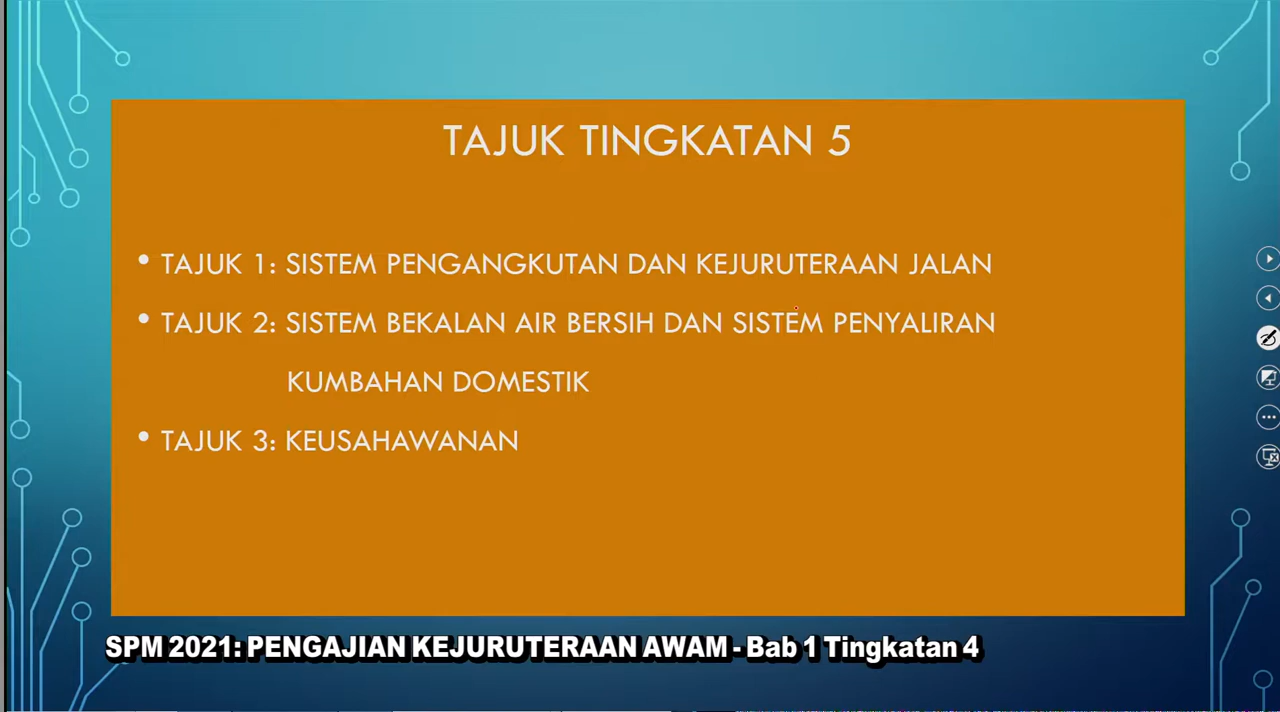 TAJUK TINGKATAN 5
• TAJUK 1: SISTEM PENGANGKUTAN DAN KEJURUTERAAN JALAN
• TAJUK 2: SISTEM BEKALAN AIR BERSIH DAN SISTEM PENYALIRAN
KUMBAHAN DOMESTIK
• TAJUK 3: KEUSAHAWANAN
SPM 2021: PENGAJIAN KEJURUTERAAN AWAM - Bab 1 Tingkatan 4